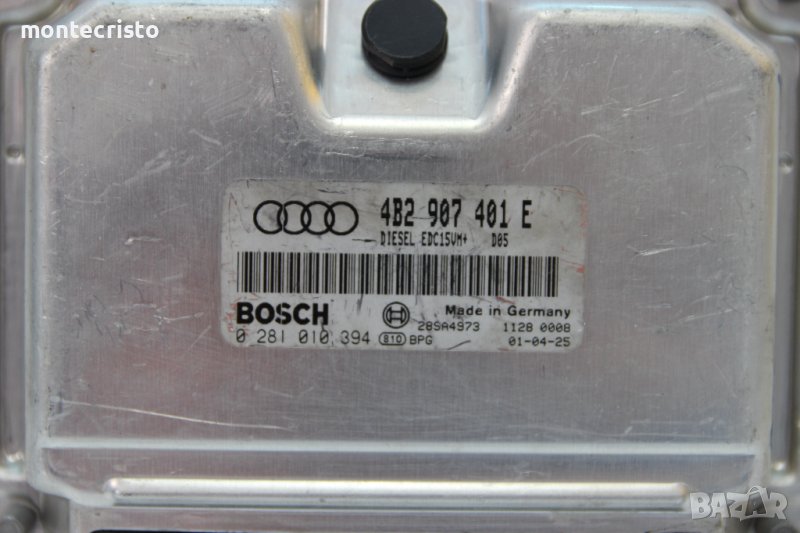 montecristo
4B2 907 401 E
DIESEL EDC15VM+ D05
BOSCH
Made in Germany
28SA4973 1128 0008
0 281 010 394 810 BPG 01-04-25
BAZAR